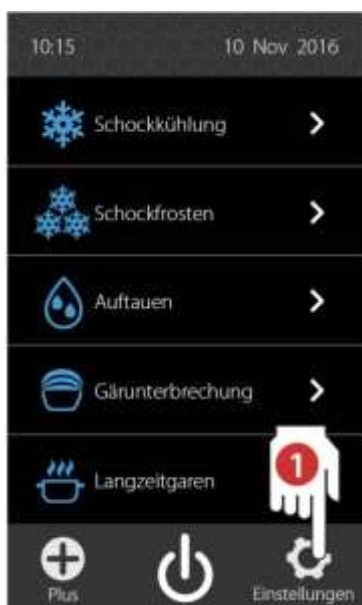 10:15 10 Nov 2016
Schockkühlung
Schockfrosten
Auftauen
Gärunterbrechung
1
Langzeitgaren
Plus Einstellungen